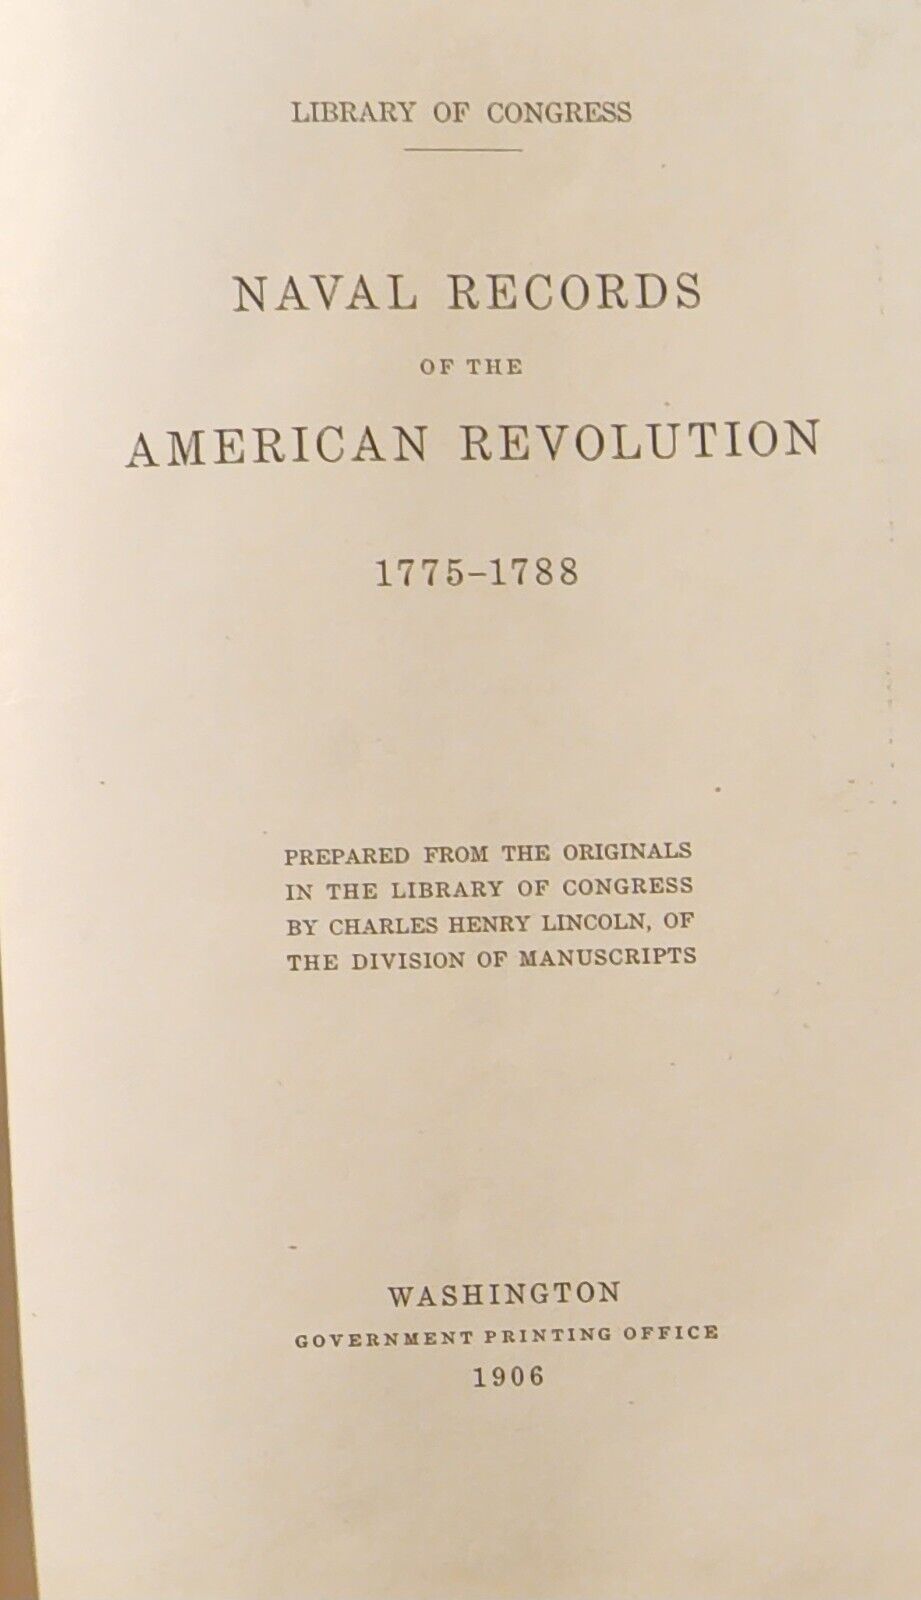 LIBRARY OF CONGRESS
NAVAL RECORDS
OF THE
AMERICAN REVOLUTION
1775–1788
PREPARED FROM THE ORIGINALS
IN THE LIBRARY OF CONGRESS
BY CHARLES HENRY LINCOLN, OF
THE DIVISION OF MANUSCRIPTS
WASHINGTON
GOVERNMENT PRINTING OFFICE
1906